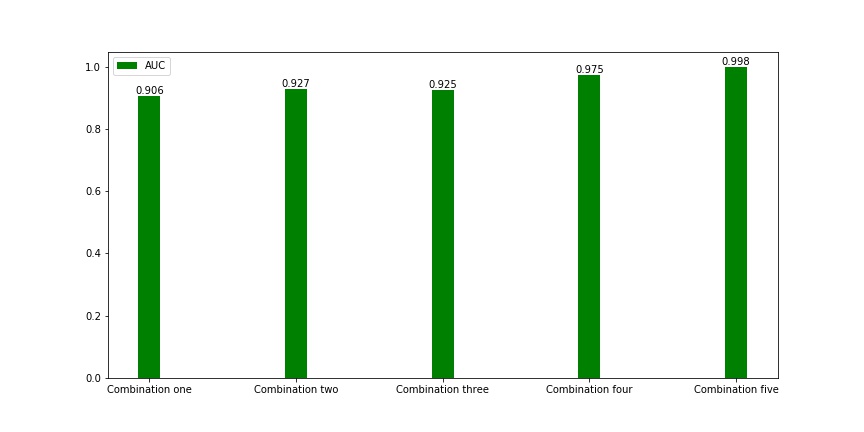 AUC
0.906
0.927
0.925
0.975
0.998
1.0
0.8
0.6
0.4
0.2
0.0
Combination one
Combination two
Combination three
Combination four
Combination five